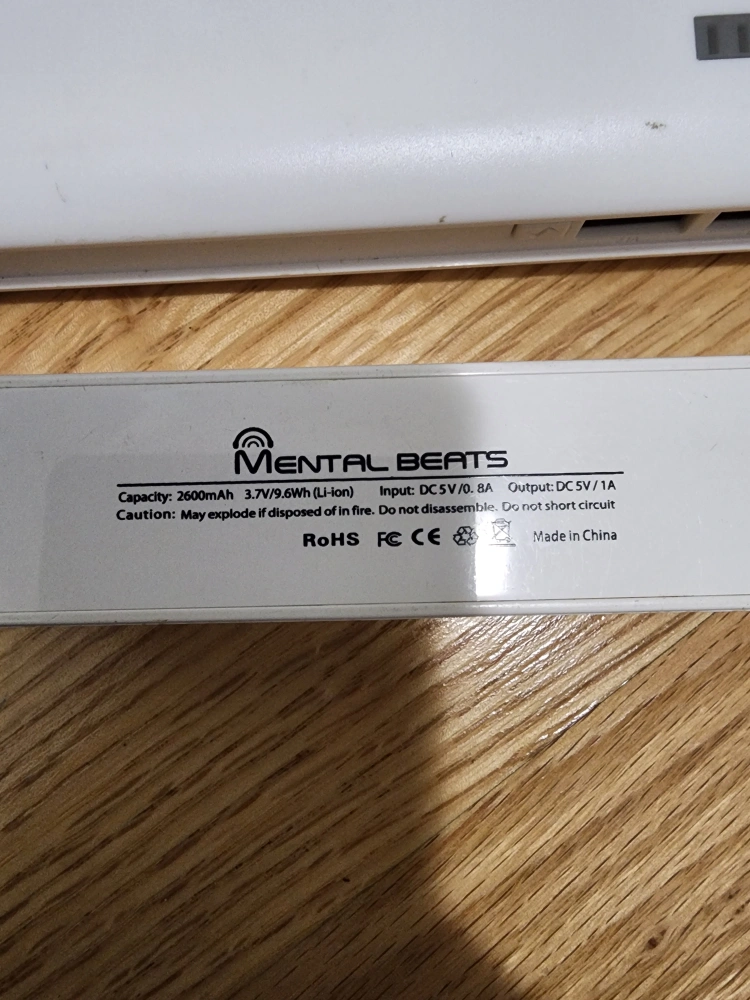 MENTAL BEATS
Capacity: 2600mAh 3.7V/9.6Wh (Li-ion) Input: DC 5V/0. 8A Output: DC 5V / 1A
Caution: May explode if disposed of in fire. Do not disassemble. Do not short circuit
RoHS FC CE Made in China